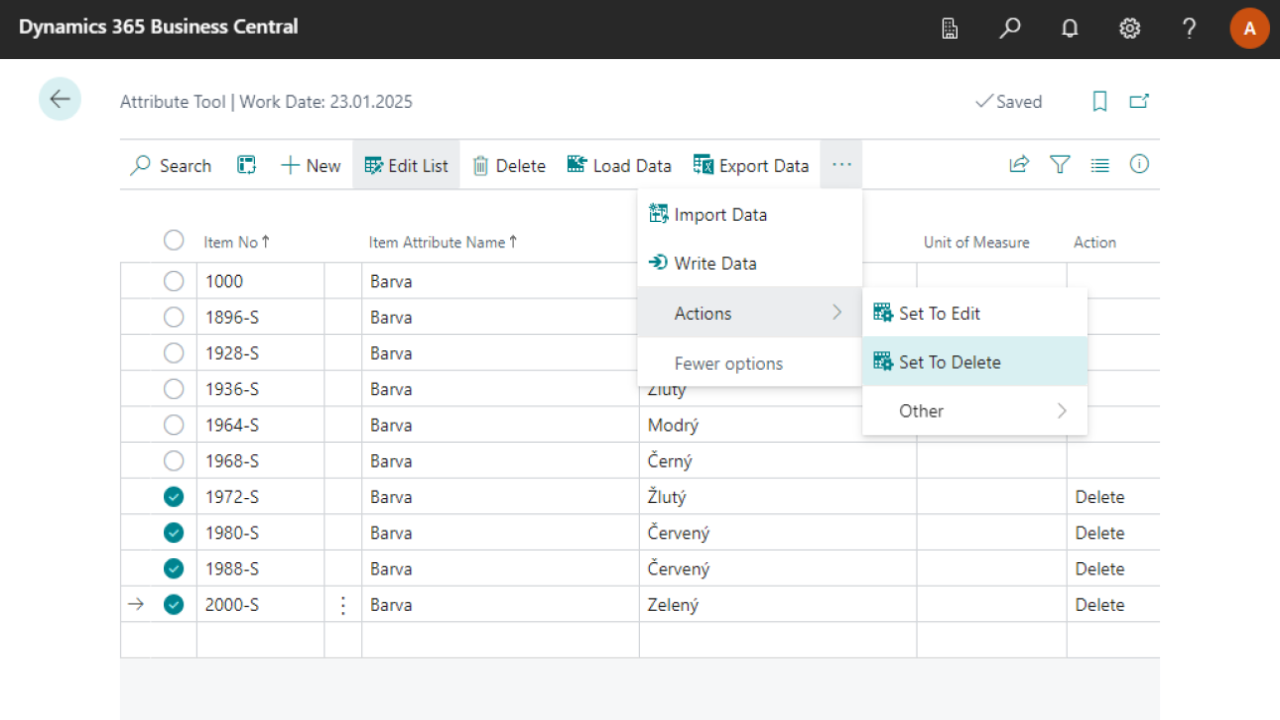 Dynamics 365 Business Central
A
Attribute Tool | Work Date: 23.01.2025
Saved
Search
New
Edit List
Delete
Load Data
Export Data
Import Data
Write Data
Actions
Fewer options
Set To Edit
Set To Delete
Other
Item No ↑ Item Attribute Name ↑ Unit of Measure Action
1000 Barva
1896-S Barva
1928-S Barva
1936-S Barva Žlutý
1964-S Barva Modrý
1968-S Barva Černý
1972-S Barva Žlutý Delete
1980-S Barva Červený Delete
1988-S Barva Červený Delete
2000-S Barva Zelený Delete